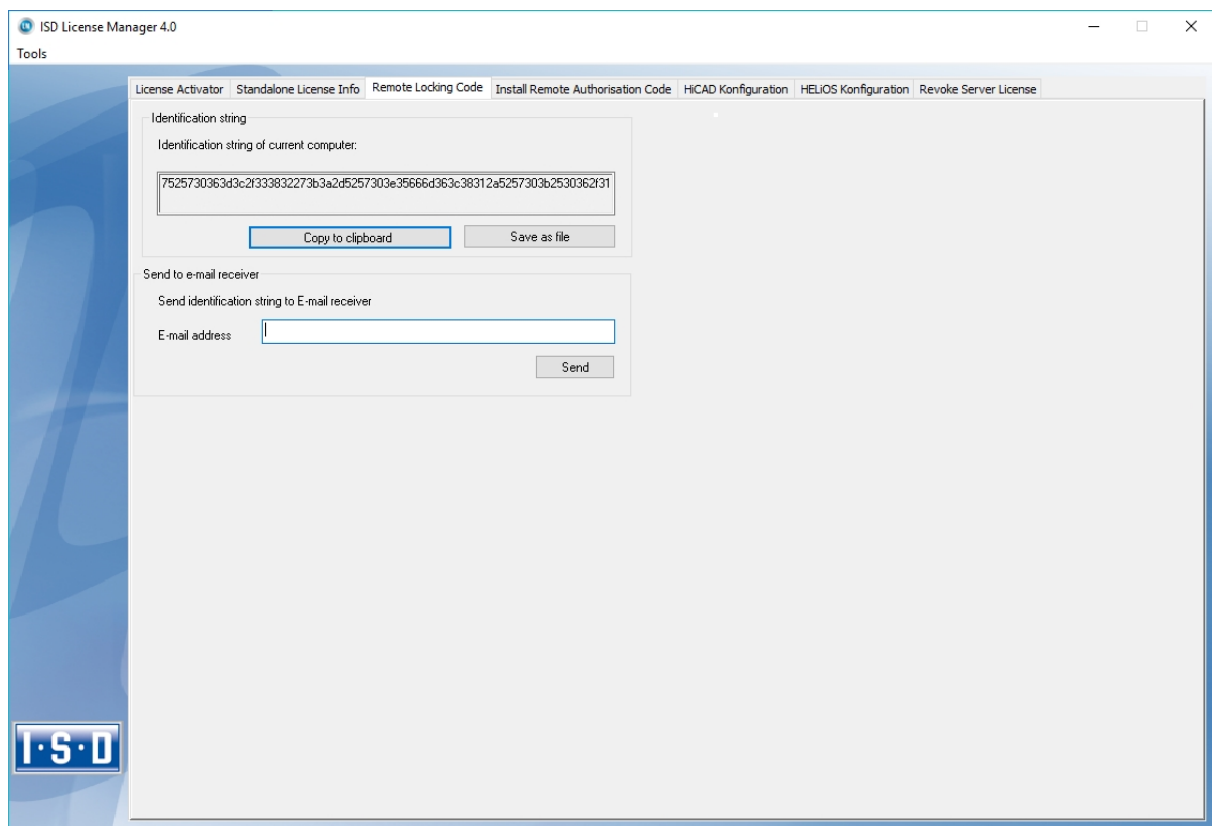 ISD License Manager 4.0
Tools
License Activator Standalone License Info Remote Locking Code Install Remote Authorisation Code HiCAD Konfiguration HELiOS Konfiguration Revoke Server License
Identification string
Identification string of current computer:
7525730363d3c2f333832273b3a2d5257303e35666d363c38312a5257303b2530362f31
Copy to clipboard Save as file
Send to e-mail receiver
Send identification string to E-mail receiver
E-mail address
Send
I·S·D